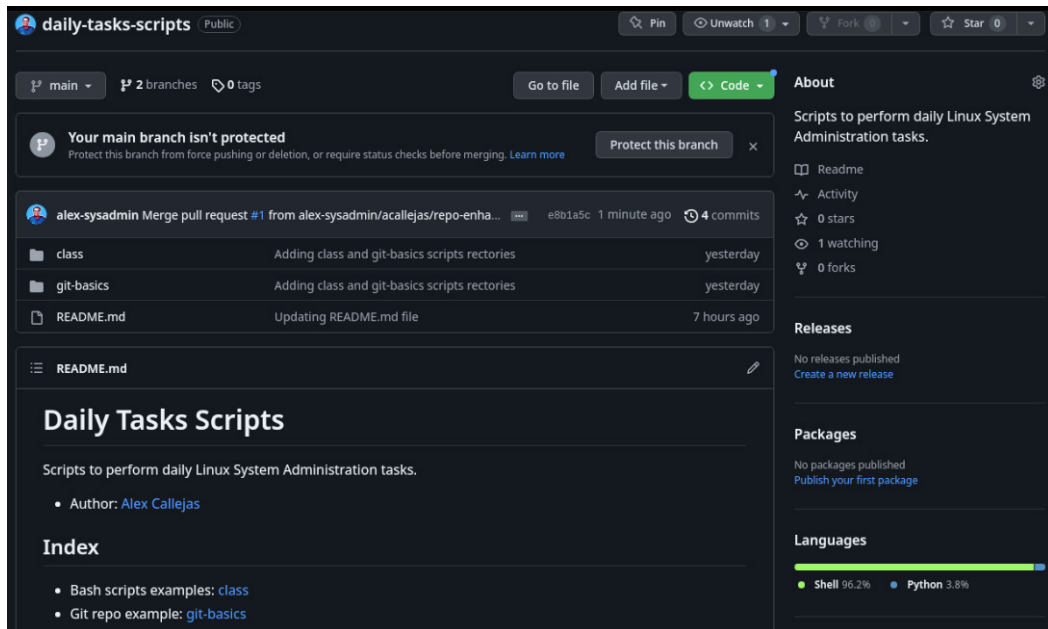 daily-tasks-scripts Public
Pin Unwatch 1 Fork 0 Star 0
main 2 branches 0 tags Go to file Add file <> Code
Your main branch isn't protected
Protect this branch from force pushing or deletion, or require status checks before merging. Learn more
Protect this branch
alex-sysadmin Merge pull request #1 from alex-sysadmin/acallejas/repo-enha... e8b1a5c 1 minute ago 4 commits
class Adding class and git-basics scripts rectories yesterday
git-basics Adding class and git-basics scripts rectories yesterday
README.md Updating README.md file 7 hours ago
README.md
Daily Tasks Scripts
Scripts to perform daily Linux System Administration tasks.
• Author: Alex Callejas
Index
• Bash scripts examples: class
• Git repo example: git-basics
About
Scripts to perform daily Linux System
Administration tasks.
Readme
Activity
0 stars
1 watching
0 forks
Releases
No releases published
Create a new release
Packages
No packages published
Publish your first package
Languages
Shell 96.2% Python 3.8%